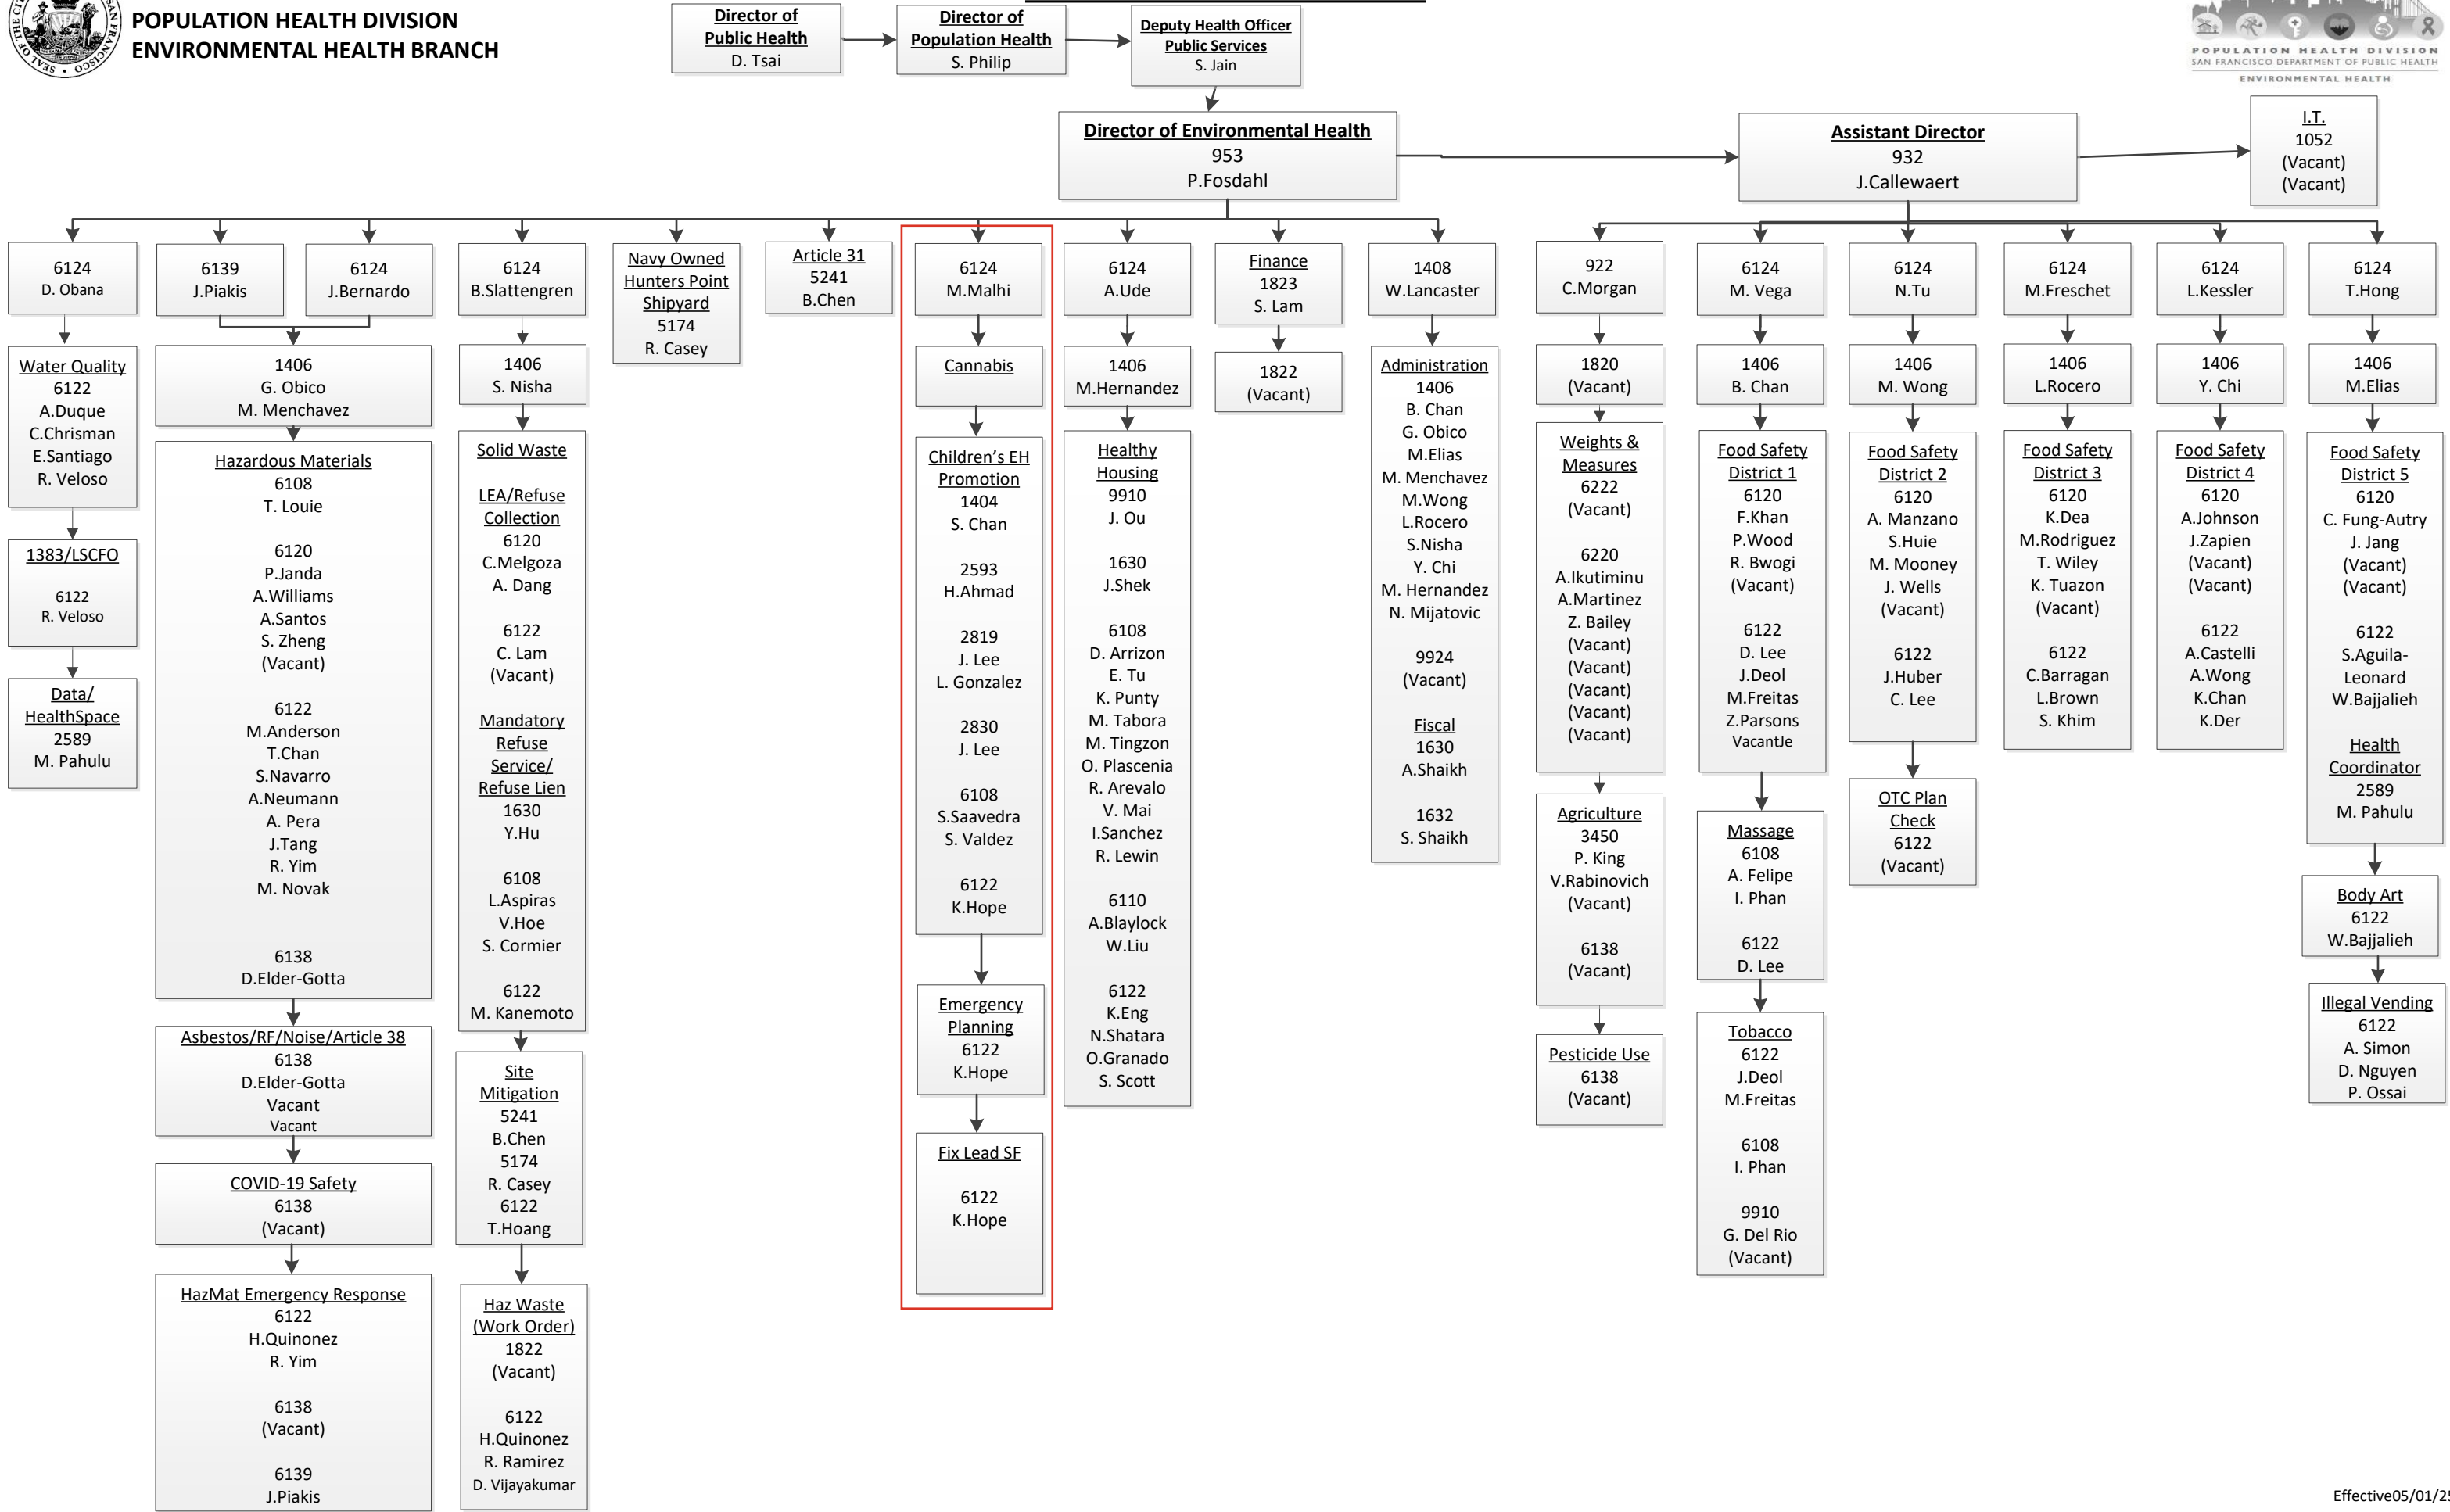 POPULATION HEALTH DIVISION
ENVIRONMENTAL HEALTH BRANCH
Director of
Public Health
D. Tsai
Director of
Population Health
S. Philip
Deputy Health Officer
Public Services
S. Jain
POPULATION HEALTH DIVISION
SAN FRANCISCO DEPARTMENT OF PUBLIC HEALTH
ENVIRONMENTAL HEALTH
Director of Environmental Health
953
P.Fosdahl
Assistant Director
932
J.Callewaert
I.T.
1052
(Vacant)
(Vacant)
6124
D. Obana
Water Quality
6122
A.Duque
C.Chrisman
E.Santiago
R. Veloso
1383/LSCFO
6122
R. Veloso
Data/
HealthSpace
2589
M. Pahulu
6139
J.Piakis
6124
J.Bernardo
1406
G. Obico
M. Menchavez
Hazardous Materials
6108
T. Louie
6120
P.Janda
A.Williams
A.Santos
S. Zheng
(Vacant)
6122
M.Anderson
T.Chan
S.Navarro
A.Neumann
A. Pera
J.Tang
R. Yim
M. Novak
6138
D.Elder-Gotta
Asbestos/RF/Noise/Article 38
6138
D.Elder-Gotta
Vacant
Vacant
COVID-19 Safety
6138
(Vacant)
HazMat Emergency Response
6122
H.Quinonez
R. Yim
6138
(Vacant)
6139
J.Piakis
6124
B.Slattengren
1406
S. Nisha
Solid Waste
LEA/Refuse
Collection
6120
C.Melgoza
A. Dang
6122
C. Lam
(Vacant)
Mandatory
Refuse
Service/
Refuse Lien
1630
Y.Hu
6108
L.Aspiras
V.Hoe
S. Cormier
6122
M. Kanemoto
Site
Mitigation
5241
B.Chen
5174
R. Casey
6122
T.Hoang
Haz Waste
(Work Order)
1822
(Vacant)
6122
H.Quinonez
R. Ramirez
D. Vijayakumar
Navy Owned
Hunters Point
Shipyard
5174
R. Casey
Article 31
5241
B.Chen
6124
M.Malhi
Cannabis
Children’s EH
Promotion
1404
S. Chan
2593
H.Ahmad
2819
J. Lee
L. Gonzalez
2830
J. Lee
6108
S.Saavedra
S. Valdez
6122
K.Hope
Emergency
Planning
6122
K.Hope
Fix Lead SF
6122
K.Hope
6124
A.Ude
1406
M.Hernandez
Healthy
Housing
9910
J. Ou
1630
J.Shek
6108
D. Arrizon
E. Tu
K. Punty
M. Tabora
M. Tingzon
O. Plascenia
R. Arevalo
V. Mai
I.Sanchez
R. Lewin
6110
A.Blaylock
W.Liu
6122
K.Eng
N.Shatara
O.Granado
S. Scott
Finance
1823
S. Lam
1822
(Vacant)
1408
W.Lancaster
Administration
1406
B. Chan
G. Obico
M.Elias
M. Menchavez
M.Wong
L.Rocero
S.Nisha
Y. Chi
M. Hernandez
N. Mijatovic
9924
(Vacant)
Fiscal
1630
A.Shaikh
1632
S. Shaikh
922
C.Morgan
1820
(Vacant)
Weights &
Measures
6222
(Vacant)
6220
A.Ikutiminu
A.Martinez
Z. Bailey
(Vacant)
(Vacant)
(Vacant)
(Vacant)
(Vacant)
Agriculture
3450
P. King
V.Rabinovich
(Vacant)
6138
(Vacant)
Pesticide Use
6138
(Vacant)
6124
M. Vega
1406
B. Chan
Food Safety
District 1
6120
F.Khan
P.Wood
R. Bwogi
(Vacant)
6122
D. Lee
J.Deol
M.Freitas
Z.Parsons
VacantJe
Massage
6108
A. Felipe
I. Phan
6122
D. Lee
Tobacco
6122
J.Deol
M.Freitas
6108
I. Phan
9910
G. Del Rio
(Vacant)
6124
N.Tu
1406
M. Wong
Food Safety
District 2
6120
A. Manzano
S.Huie
M. Mooney
J. Wells
(Vacant)
6122
J.Huber
C. Lee
OTC Plan
Check
6122
(Vacant)
6124
M.Freschet
1406
L.Rocero
Food Safety
District 3
6120
K.Dea
M.Rodriguez
T. Wiley
K. Tuazon
(Vacant)
6122
C.Barragan
L.Brown
S. Khim
6124
L.Kessler
1406
Y. Chi
Food Safety
District 4
6120
A.Johnson
J.Zapien
(Vacant)
(Vacant)
6122
A.Castelli
A.Wong
K.Chan
K.Der
6124
T.Hong
1406
M.Elias
Food Safety
District 5
6120
C. Fung-Autry
J. Jang
(Vacant)
(Vacant)
6122
S.Aguila-
Leonard
W.Bajjalieh
Health
Coordinator
2589
M. Pahulu
Body Art
6122
W.Bajjalieh
Illegal Vending
6122
A. Simon
D. Nguyen
P. Ossai
Effective05/01/25